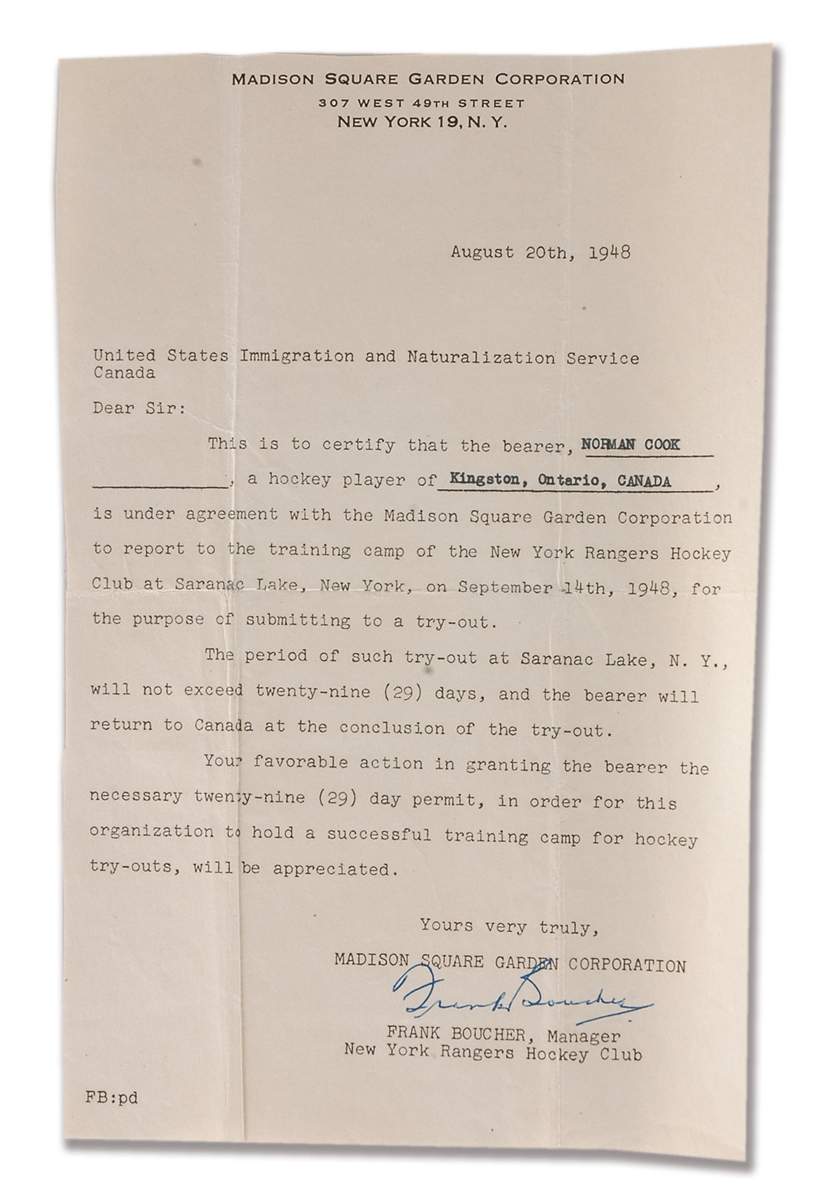 MADISON SQUARE GARDEN CORPORATION
307 WEST 49TH STREET
NEW YORK 19, N. Y.
August 20th, 1948
United States Immigration and Naturalization Service
Canada
Dear Sir:
This is to certify that the bearer, NORMAN COOK
, a hockey player of Kingston, Ontario, CANADA,
is under agreement with the Madison Square Garden Corporation
to report to the training camp of the New York Rangers Hockey
Club at Saranac Lake, New York, on September 14th, 1948, for
the purpose of submitting to a try-out.
The period of such try-out at Saranac Lake, N. Y.,
will not exceed twenty-nine (29) days, and the bearer will
return to Canada at the conclusion of the try-out.
Your favorable action in granting the bearer the
necessary twenty-nine (29) day permit, in order for this
organization to hold a successful training camp for hockey
try-outs, will be appreciated.
Yours very truly,
MADISON SQUARE GARDEN CORPORATION
Frank Boucher
FRANK BOUCHER, Manager
New York Rangers Hockey Club
FB:pd